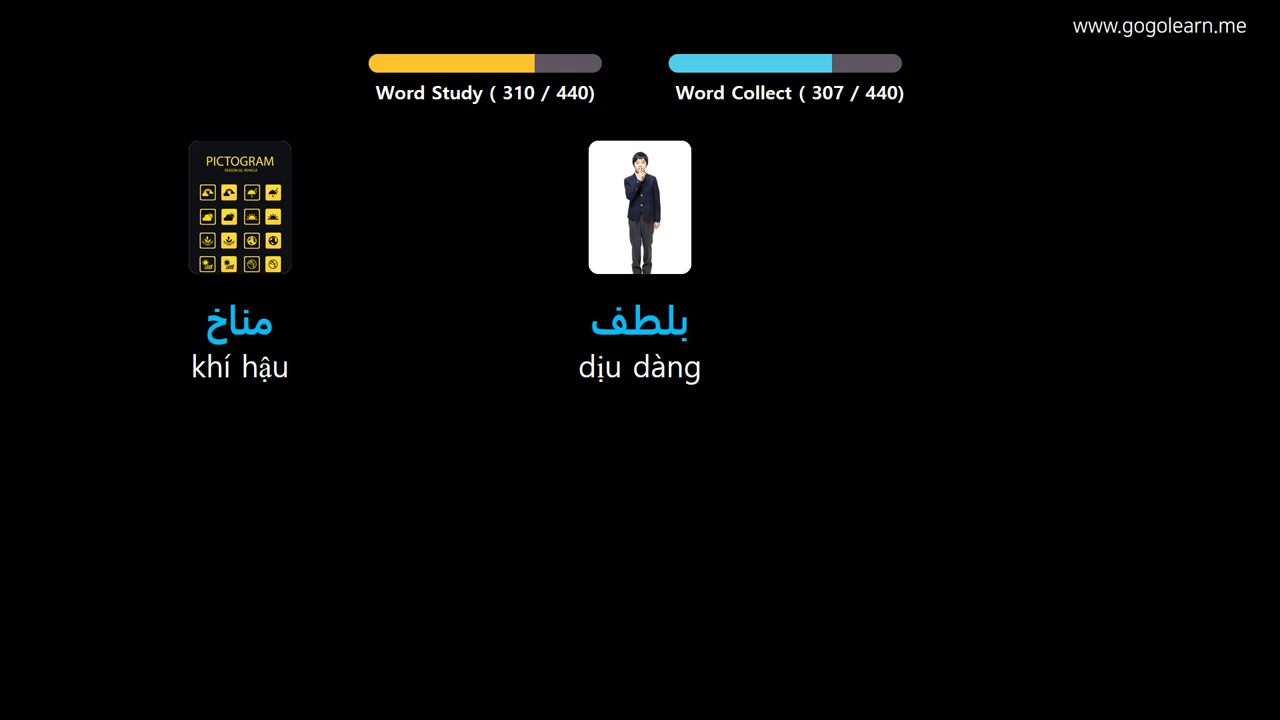 www.gogolearn.me
Word Study ( 310 / 440)
Word Collect ( 307 / 440)
PICTOGRAM
مناخ
khí hậu
بلطف
dịu dàng